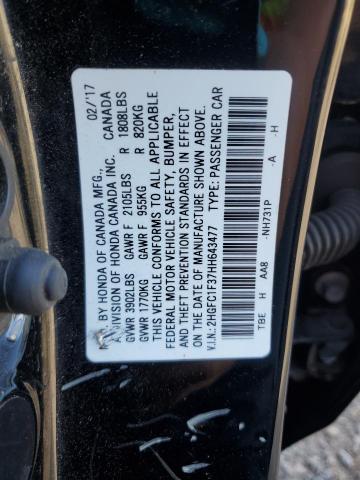 BY HONDA OF CANADA MFG., 02/'17
A DIVISION OF HONDA CANADA INC. CANADA
GVWR 3902LBS GAWR F 2105LBS R 1808LBS
GVWR 1770KG GAWR F 955KG R 820KG
THIS VEHICLE CONFORMS TO ALL APPLICABLE
FEDERAL MOTOR VEHICLE SAFETY, BUMPER,
AND THEFT PREVENTION STANDARDS IN EFFECT
ON THE DATE OF MANUFACTURE SHOWN ABOVE.
V.I.N.: 2HGFC1F37HH643477 TYPE: PASSENGER CAR
TBE H AA8 -NH731P -A -H